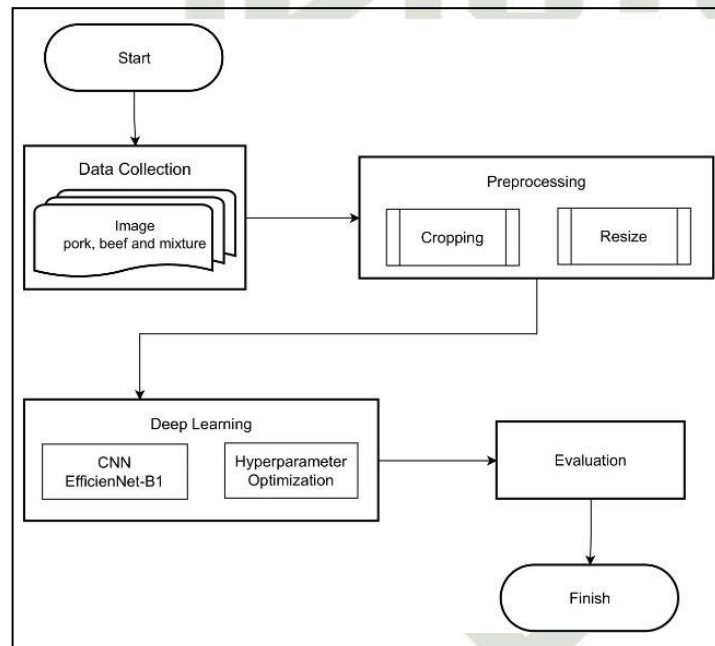 Start
Data Collection
Image
pork, beef and mixture
Preprocessing
Cropping
Resize
Deep Learning
CNN
EfficienNet-B1
Hyperparameter
Optimization
Evaluation
Finish